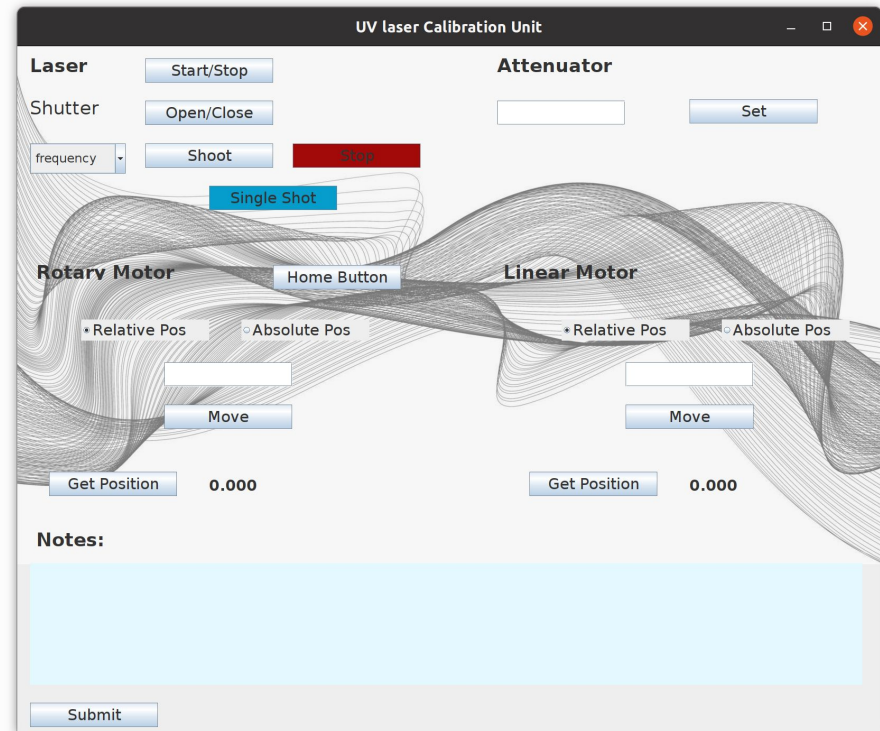 UV laser Calibration Unit
Laser Start/Stop Attenuator
Shutter Open/Close Set
frequency Shoot Stop
Single Shot
Rotary Motor Home Button Linear Motor
Relative Pos Absolute Pos Relative Pos Absolute Pos
Move Move
Get Position 0.000 Get Position 0.000
Notes:
Submit